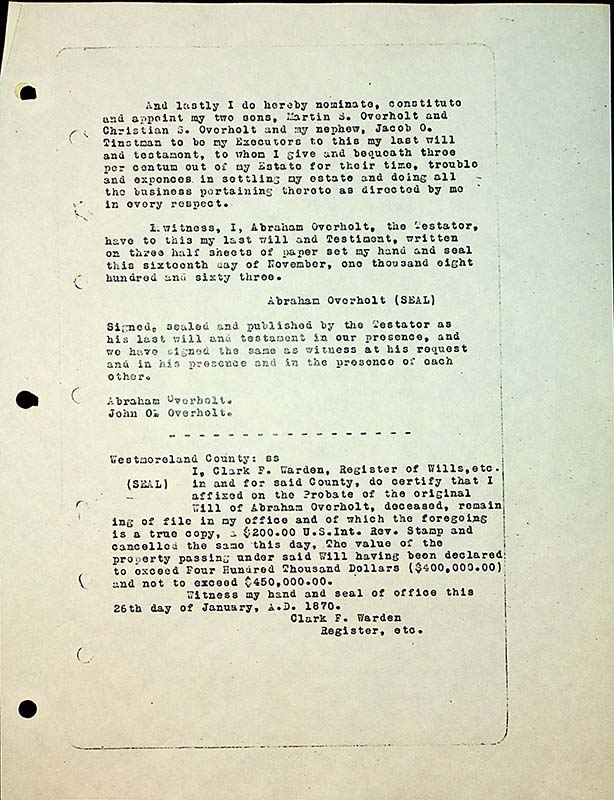 And lastly I do hereby nominate, constitute
and appoint my two sons, Martin S. Overholt and
Christian S. Overholt and my nephew, Jacob O.
Tinstman to be my Executors to this my last will
and testament, to whom I give and bequeath three
per centum out of my Estate for their time, trouble
and expences in settling my estate and doing all
the business pertaining thereto as directed by me
in every respect.
I.witness, I, Abraham Overholt, the Testator,
have to this my last will and Testiment, written
on three half sheets of paper set my hand and seal
this sixteenth day of November, one thousand eight
hundred and sixty three.
Abraham Overholt (SEAL)
Signed, sealed and published by the Testator as
his last will and testament in our presence, and
we have signed the same as witness at his request
and in his presence and in the presence of each
other.
Abraham Overholt.
John O. Overholt.
- - - - - - - - - - - - - - - - - -
Westmoreland County: ss
I, Clark F. Warden, Register of Wills,etc.
(SEAL) in and for said County, do certify that I
affixed on the Probate of the original
Will of Abraham Overholt, deceased, remain
ing of file in my office and of which the foregoing
is a true copy, a $200.00 U.S.Int. Rev. Stamp and
cancelled the same this day, The value of the
property passing under said Will having been declared
to exceed Four Hundred Thousand Dollars ($400,000.00)
and not to exceed $450,000.00.
Witness my hand and seal of office this
26th day of January, A.D. 1870.
Clark F. Warden
Register, etc.